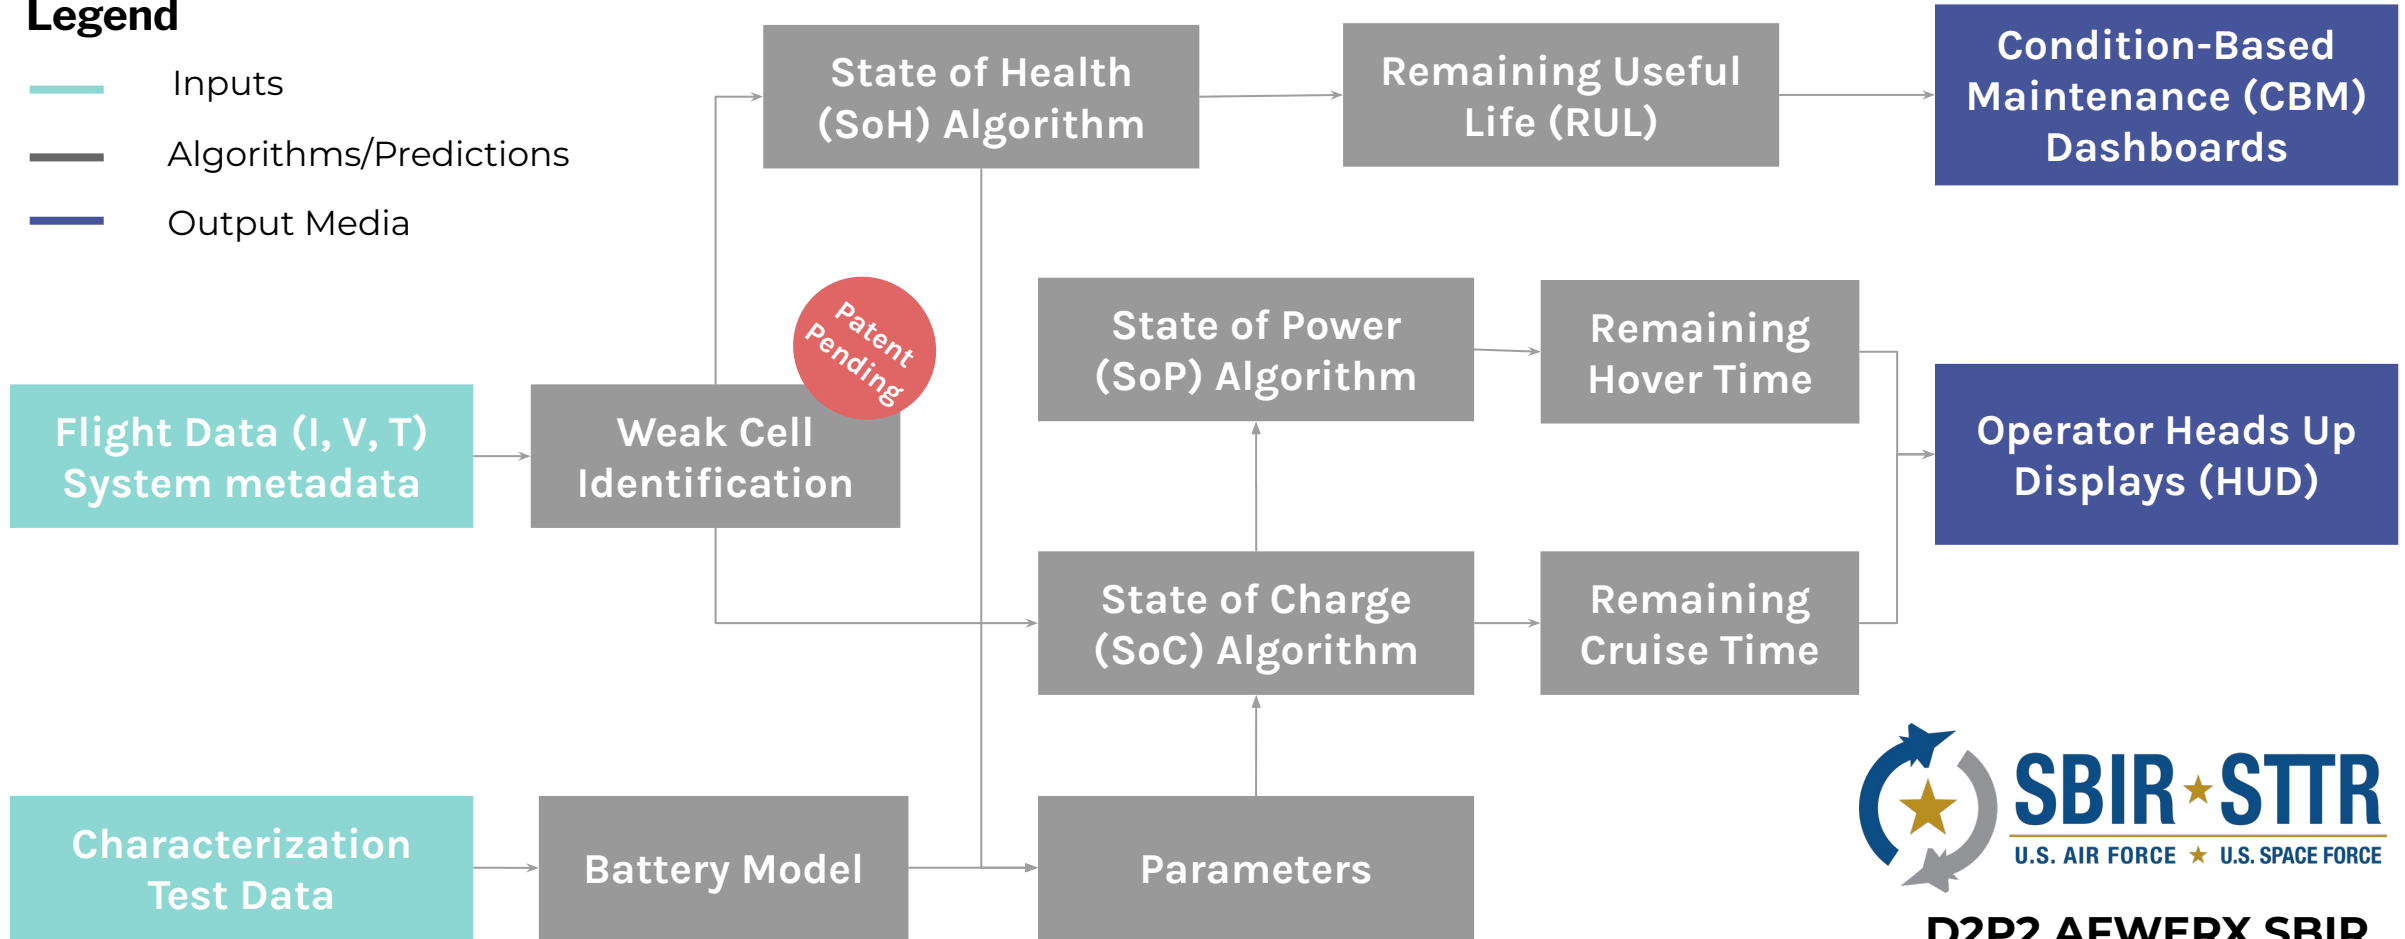 Legend
Inputs
Algorithms/Predictions
Output Media
State of Health
(SoH) Algorithm
Remaining Useful
Life (RUL)
Condition-Based
Maintenance (CBM)
Dashboards
Patent
Pending
State of Power
(SoP) Algorithm
Remaining
Hover Time
Flight Data (I, V, T)
System metadata
Weak Cell
Identification
Operator Heads Up
Displays (HUD)
State of Charge
(SoC) Algorithm
Remaining
Cruise Time
Characterization
Test Data
Battery Model
Parameters
SBIR STTR
U.S. AIR FORCE U.S. SPACE FORCE
D2P2 AFWERX SBIR